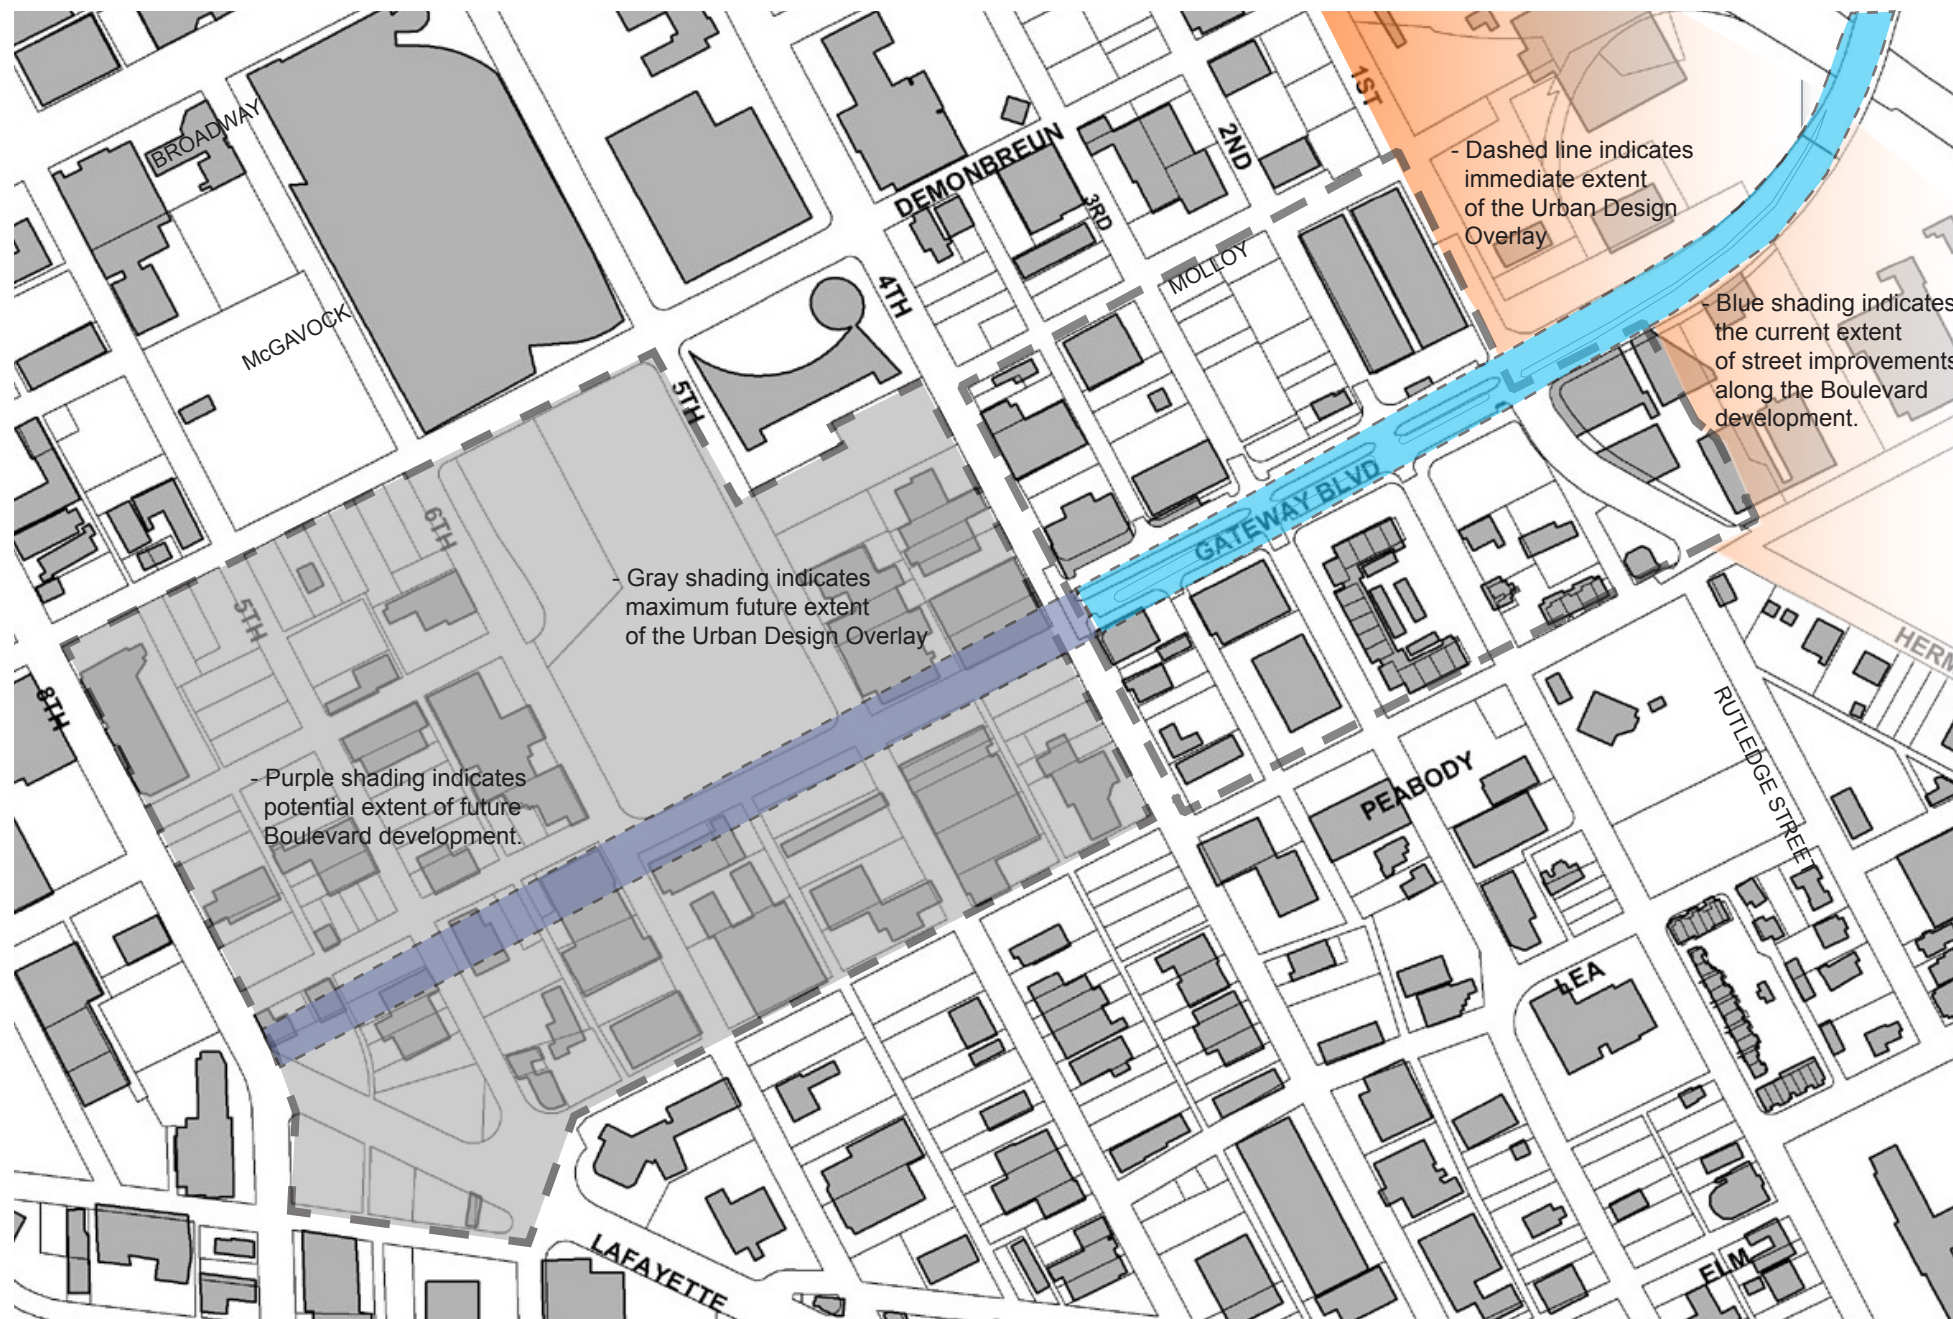 BROADWAY
McGAVOCK
DEMONBREUN
1ST
2ND
3RD
4TH
MOLLOY
5TH
- Dashed line indicates
immediate extent
of the Urban Design
Overlay
- Blue shading indicates
the current extent
of street improvements
along the Boulevard
development.
GATEWAY BLVD
6TH
5TH
8TH
- Gray shading indicates
maximum future extent
of the Urban Design Overlay
- Purple shading indicates
potential extent of future
Boulevard development.
HERM
RUTLEDGE STREET
PEABODY
LEA
LAFAYETTE
ELM